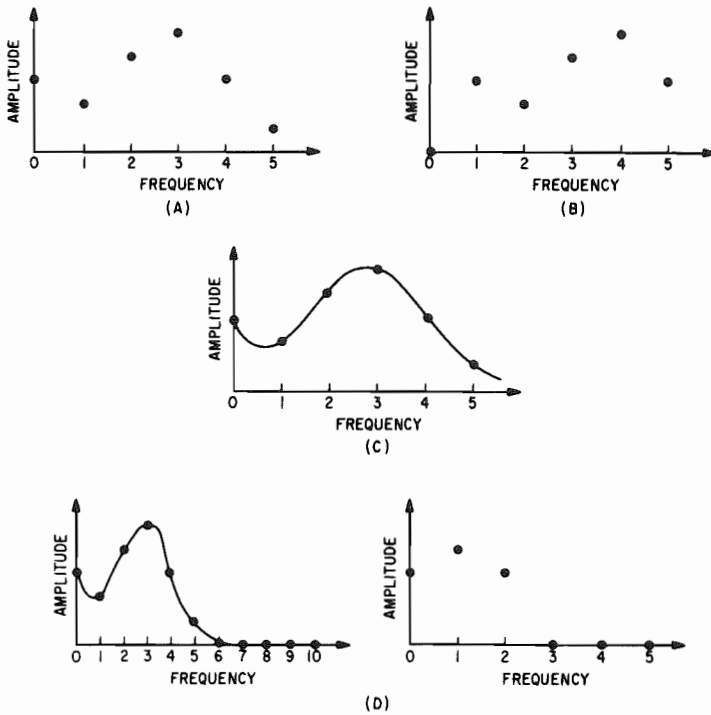 AMPLITUDE
0 1 2 3 4 5
FREQUENCY
(A)
AMPLITUDE
0 1 2 3 4 5
FREQUENCY
(B)
AMPLITUDE
0 1 2 3 4 5
FREQUENCY
(C)
AMPLITUDE
0 1 2 3 4 5 6 7 8 9 10
FREQUENCY
AMPLITUDE
0 1 2 3 4 5
FREQUENCY
(D)